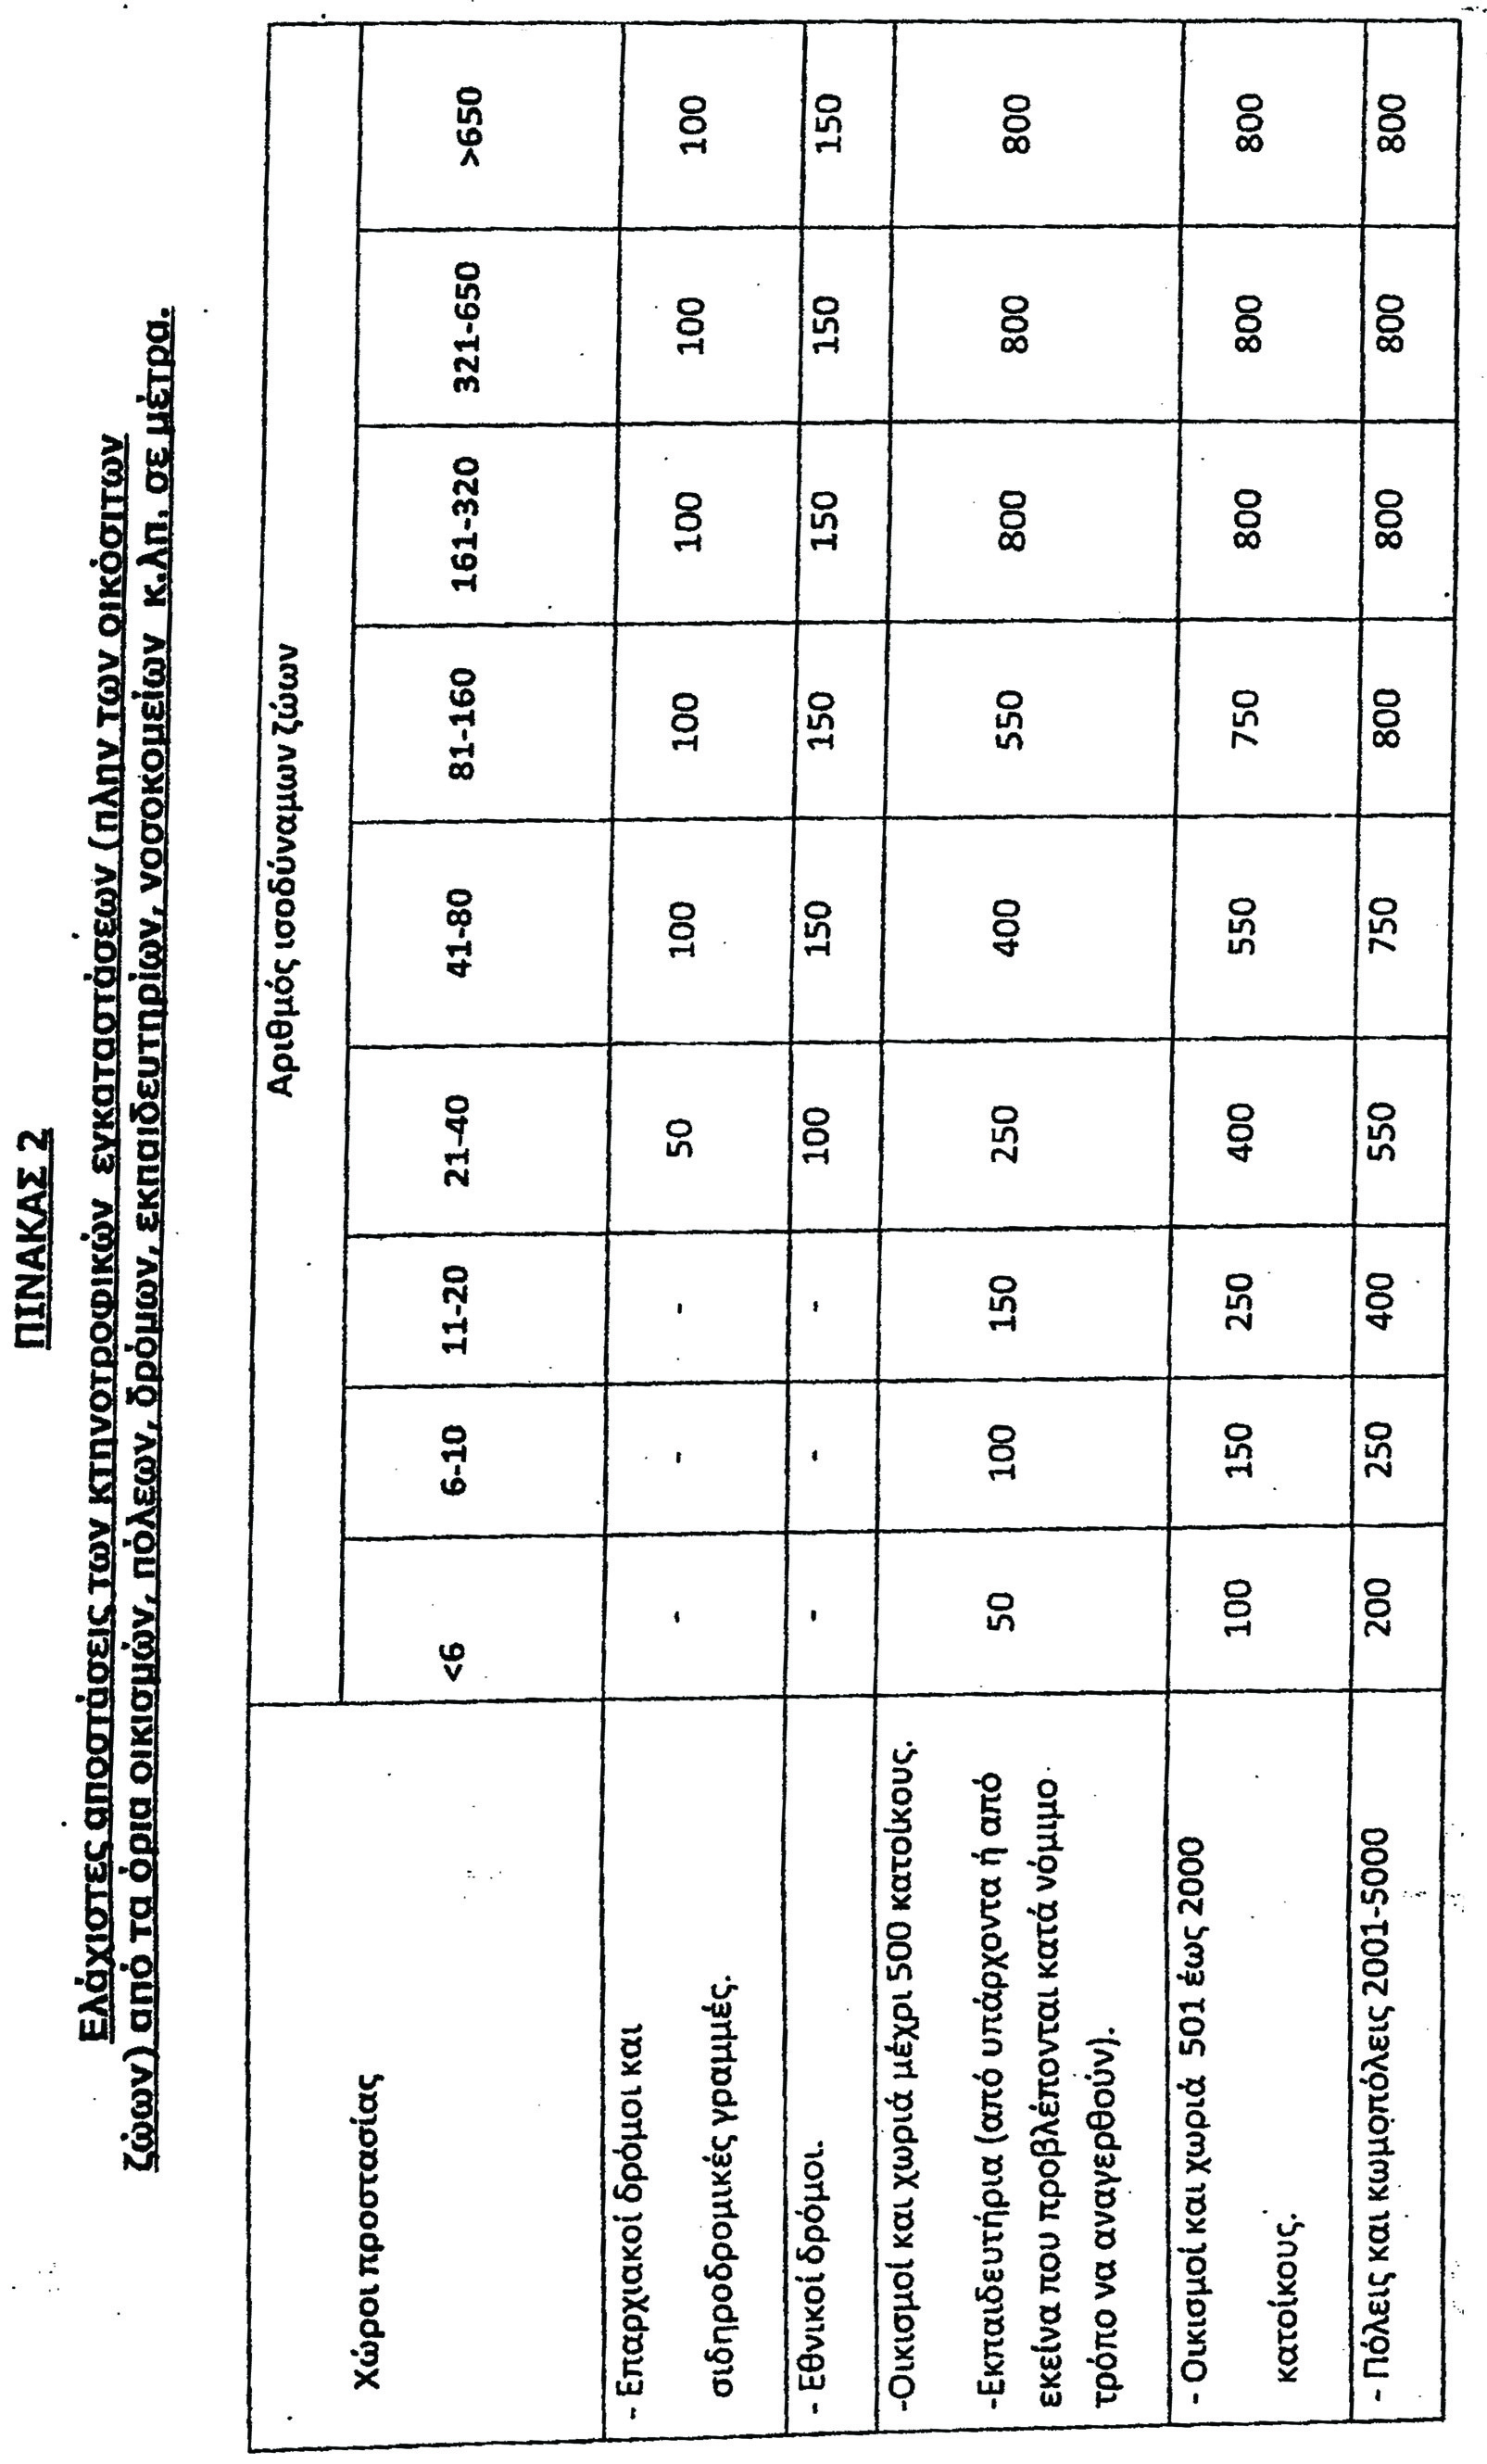 ΠΙΝΑΚΑΣ 2
Ελάχιστες αποστάσεις των κτηνοτροφικών εγκαταστάσεων (πλην των οικόσιτων
ζώων) από τα όρια οικισμών, πόλεων, δρόμων, εκπαιδευτηρίων, νοσοκομείων κ.λπ. σε μέτρα.
Χώροι προστασίας
Αριθμός ισοδύναμων ζώων
<6 6-10 11-20 21-40 41-80 81-160 161-320 321-650 >650
- Επαρχιακοί δρόμοι και
σιδηροδρομικές γραμμές.
- - - 50 100 100 100 100 100
- Εθνικοί δρόμοι.
- - - 100 150 150 150 150 150
-Οικισμοί και χωριά μέχρι 500 κατοίκους.
-Εκπαιδευτήρια (από υπάρχοντα ή από
εκείνα που προβλέπονται κατά νόμιμο
τρόπο να αναγερθούν).
50 100 150 250 400 550 800 800 800
- Οικισμοί και χωριά 501 έως 2000
κατοίκους.
100 150 250 400 550 750 800 800 800
- Πόλεις και κωμοπόλεις 2001-5000
200 250 400 550 750 800 800 800 800